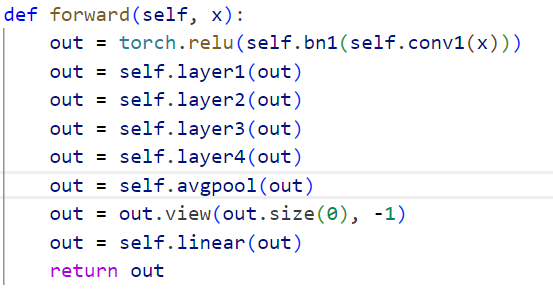 def forward(self, x):
    out = torch.relu(self.bn1(self.conv1(x)))
    out = self.layer1(out)
    out = self.layer2(out)
    out = self.layer3(out)
    out = self.layer4(out)
    out = self.avgpool(out)
    out = out.view(out.size(0), -1)
    out = self.linear(out)
    return out